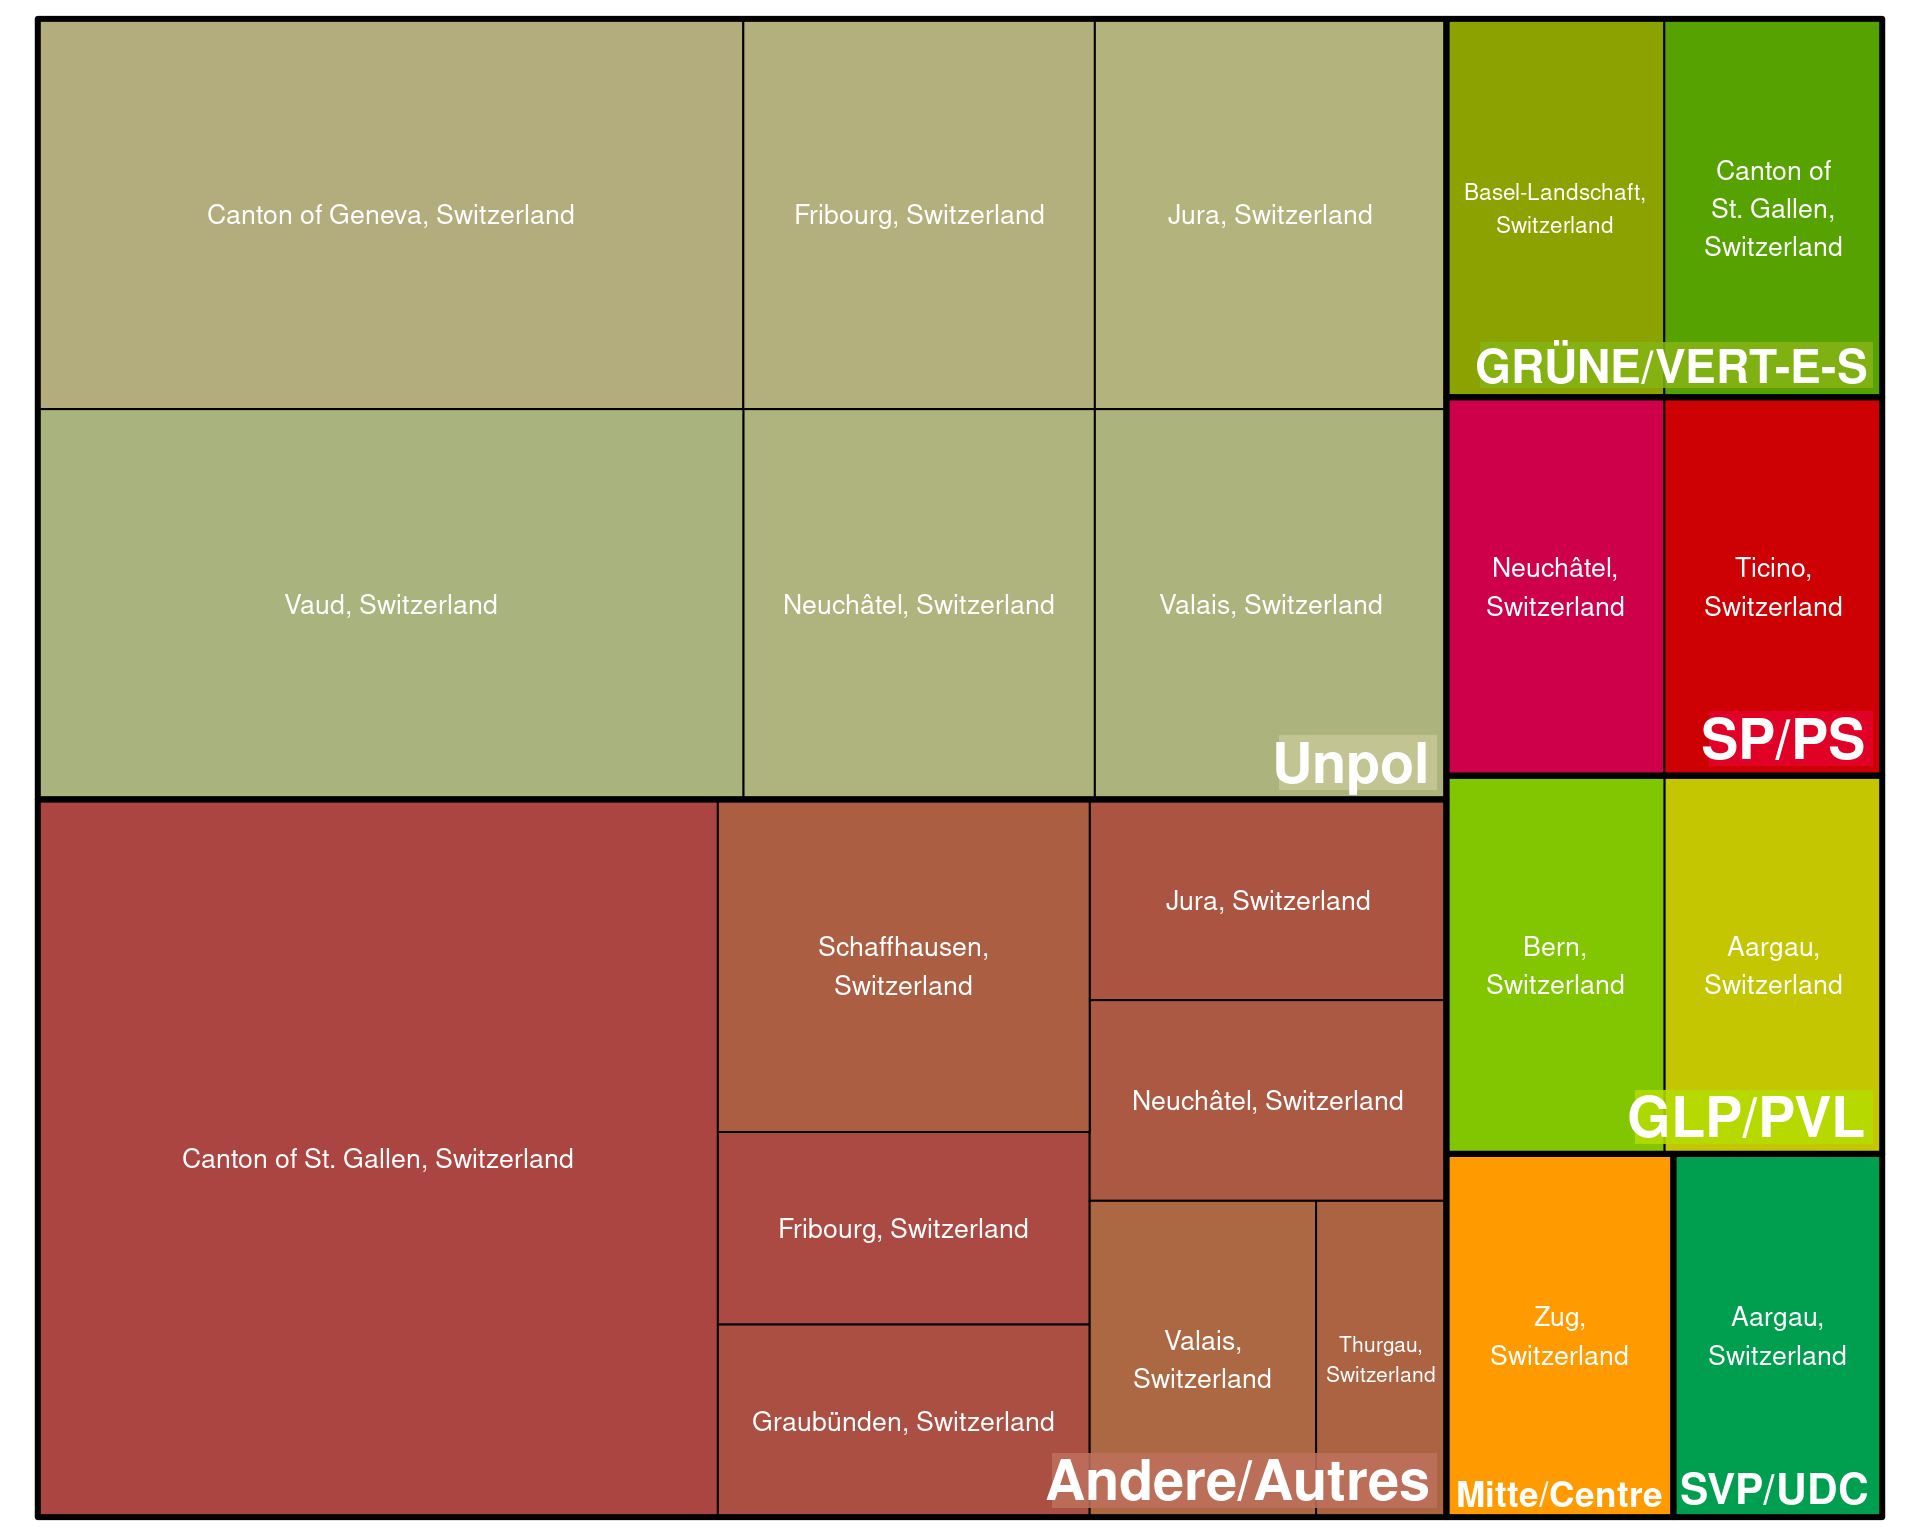 Canton of Geneva, Switzerland
Fribourg, Switzerland
Jura, Switzerland
Vaud, Switzerland
Neuchâtel, Switzerland
Valais, Switzerland
Unpol
Canton of St. Gallen, Switzerland
Schaffhausen,
Switzerland
Fribourg, Switzerland
Graubünden, Switzerland
Jura, Switzerland
Neuchâtel, Switzerland
Valais,
Switzerland
Thurgau,
Switzerland
Andere/Autres
Basel-Landschaft,
Switzerland
Canton of
St. Gallen,
Switzerland
GRÜNE/VERT-E-S
Neuchâtel,
Switzerland
Ticino,
Switzerland
SP/PS
Bern,
Switzerland
Aargau,
Switzerland
GLP/PVL
Zug,
Switzerland
Mitte/Centre
Aargau,
Switzerland
SVP/UDC